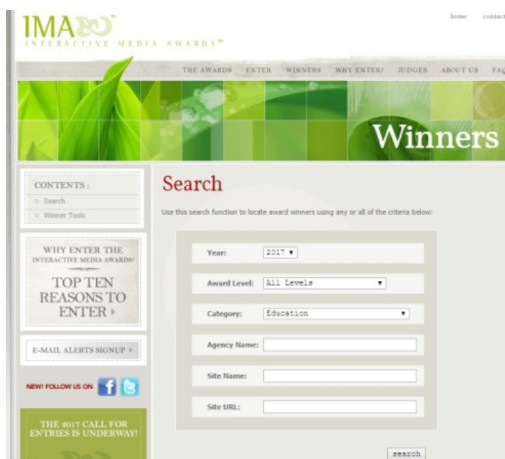 IMA
INTERACTIVE MEDIA AWARDS™
home contact
THE AWARDS ENTER WINNERS WHY ENTER? JUDGES ABOUT US FAQ
Winners
CONTENTS :
Search
Winner Tools
WHY ENTER THE
INTERACTIVE MEDIA AWARDS?
TOP TEN
REASONS TO
ENTER
E-MAIL ALERTS SIGNUP
NEW! FOLLOW US ON
THE 2017 CALL FOR
ENTRIES IS UNDERWAY!
Search
Use this search function to locate award winners using any or all of the criteria below:
Year: 2017
Award Level: All Levels
Category: Education
Agency Name:
Site Name:
Site URL:
search